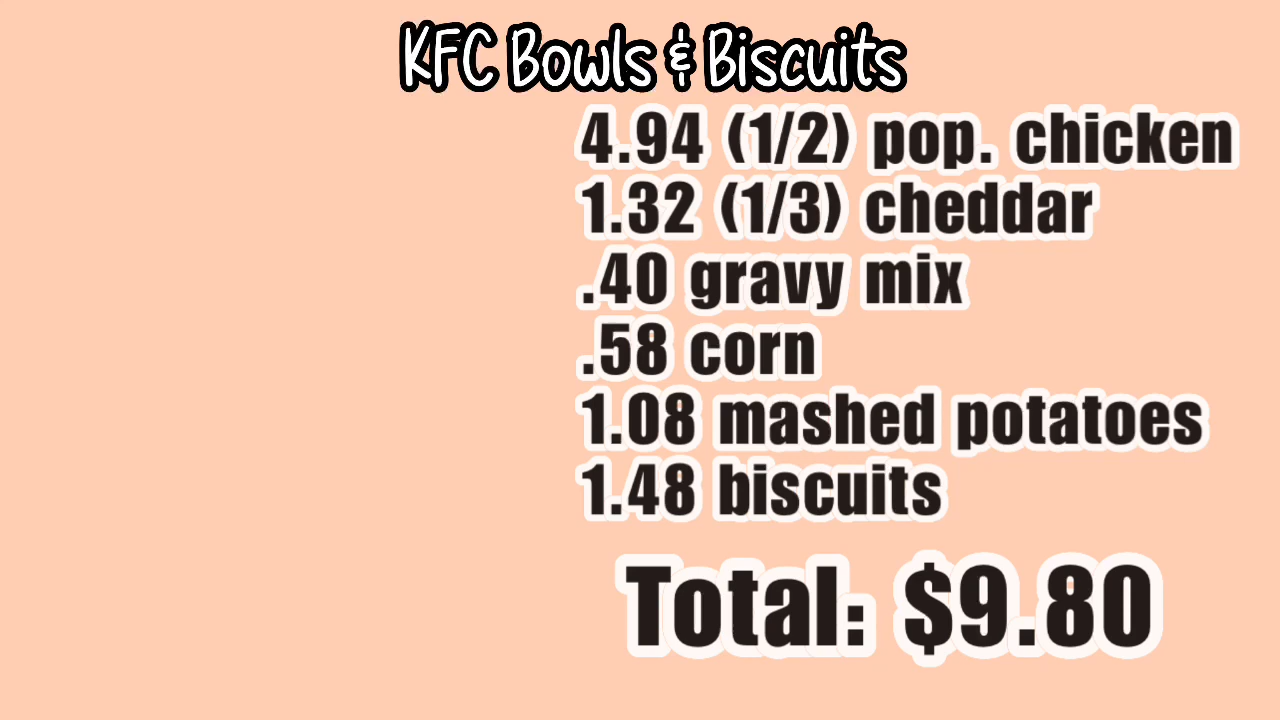 KFC Bowls & Biscuits
4.94 (1/2) pop. chicken
1.32 (1/3) cheddar
.40 gravy mix
.58 corn
1.08 mashed potatoes
1.48 biscuits
Total: $9.80